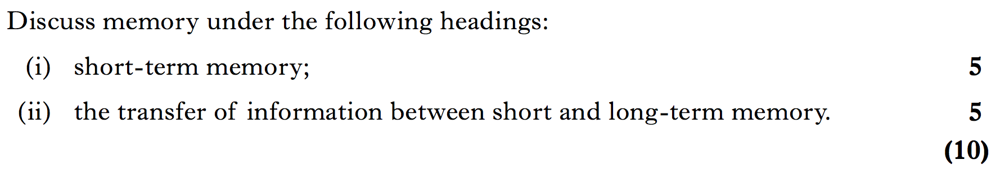 Discuss memory under the following headings:
(i) short-term memory; 5
(ii) the transfer of information between short and long-term memory. 5
(10)